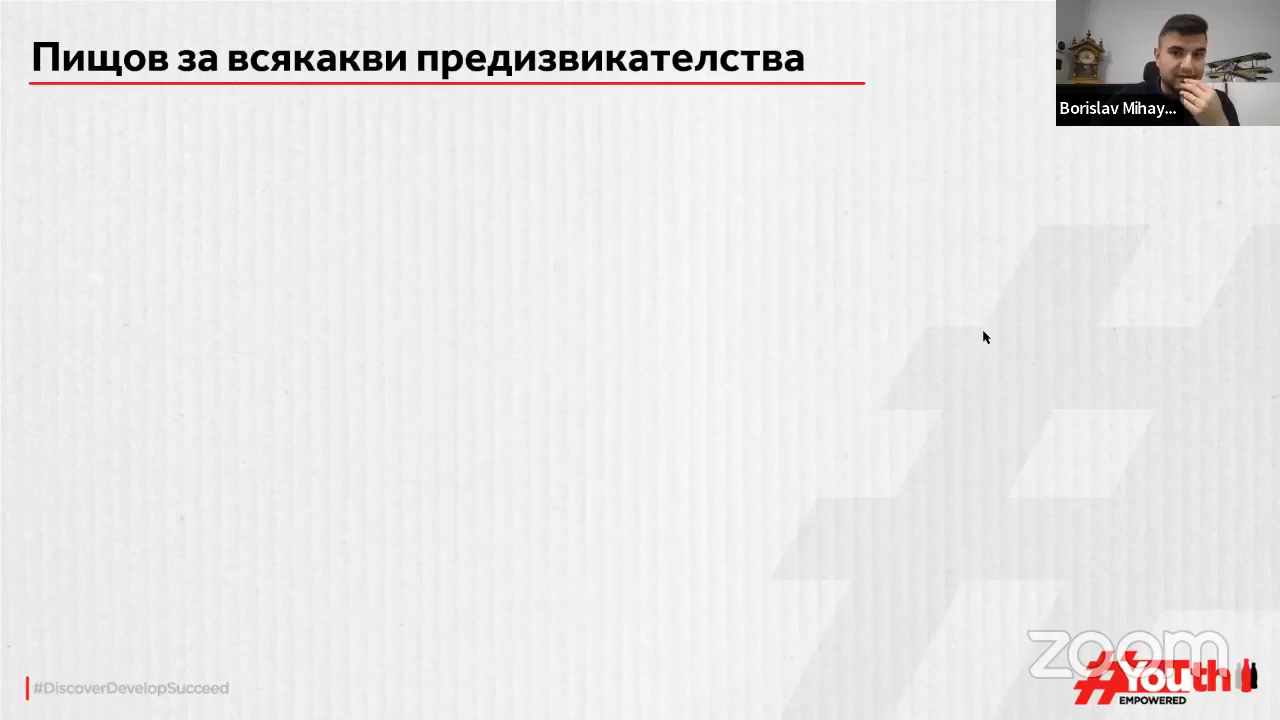 Пищов за всякакви предизвикателства
Borislav Mihay...
zoom
#YOUth
EMPOWERED
#DiscoverDevelopSucceed